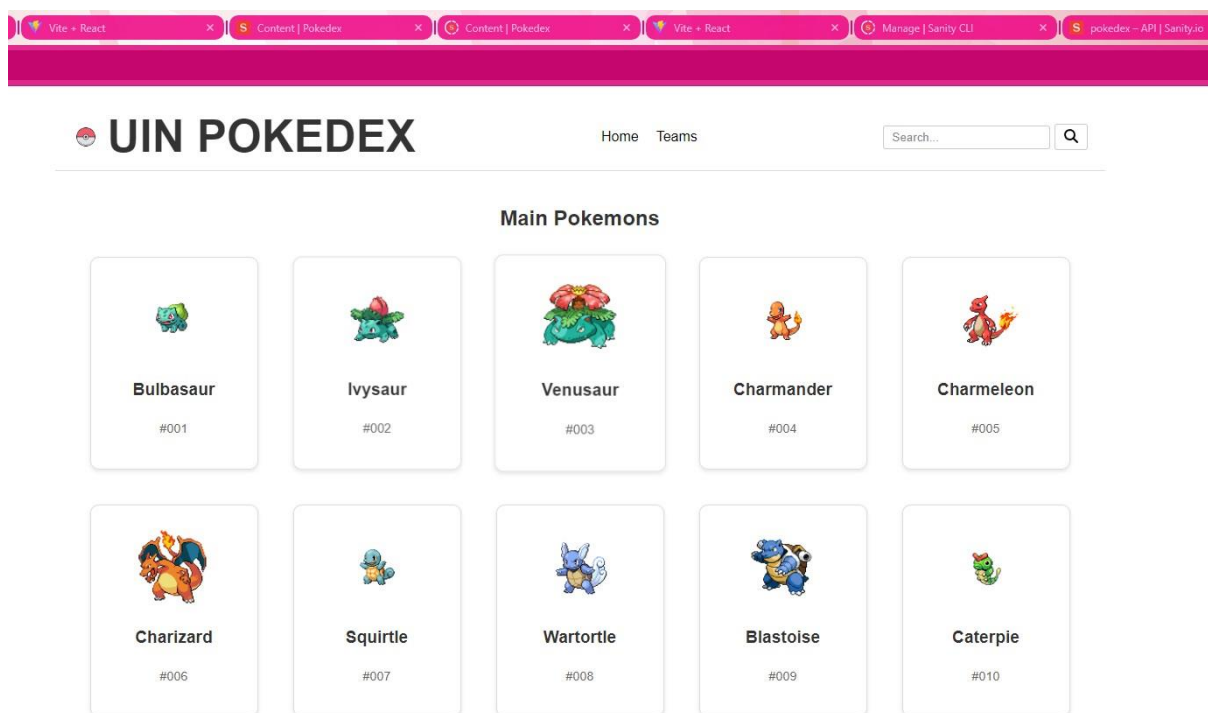 Vite + React
Content | Pokedex
Content | Pokedex
Vite + React
Manage | Sanity CLI
pokedex – API | Sanity.io
UIN POKEDEX
Home Teams
Search...
Main Pokemons
Bulbasaur Ivysaur Venusaur Charmander Charmeleon
#001 #002 #003 #004 #005
Charizard Squirtle Wartortle Blastoise Caterpie
#006 #007 #008 #009 #010